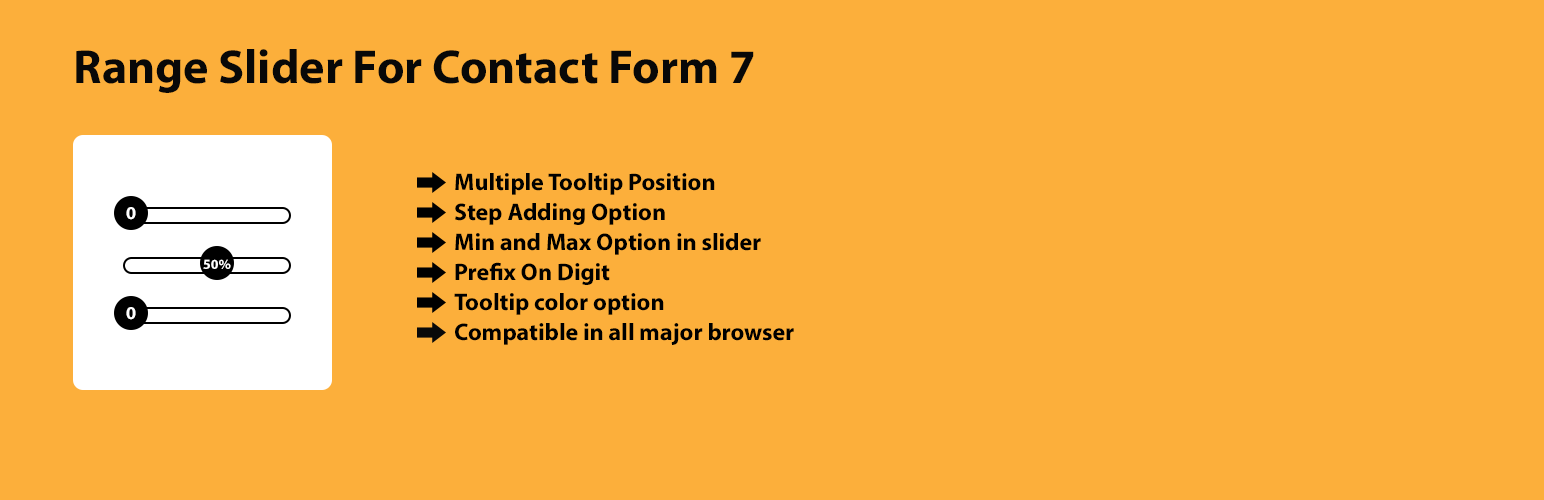 Range Slider For Contact Form 7
0
50%
0
Multiple Tooltip Position
Step Adding Option
Min and Max Option in slider
Prefix On Digit
Tooltip color option
Compatible in all major browser